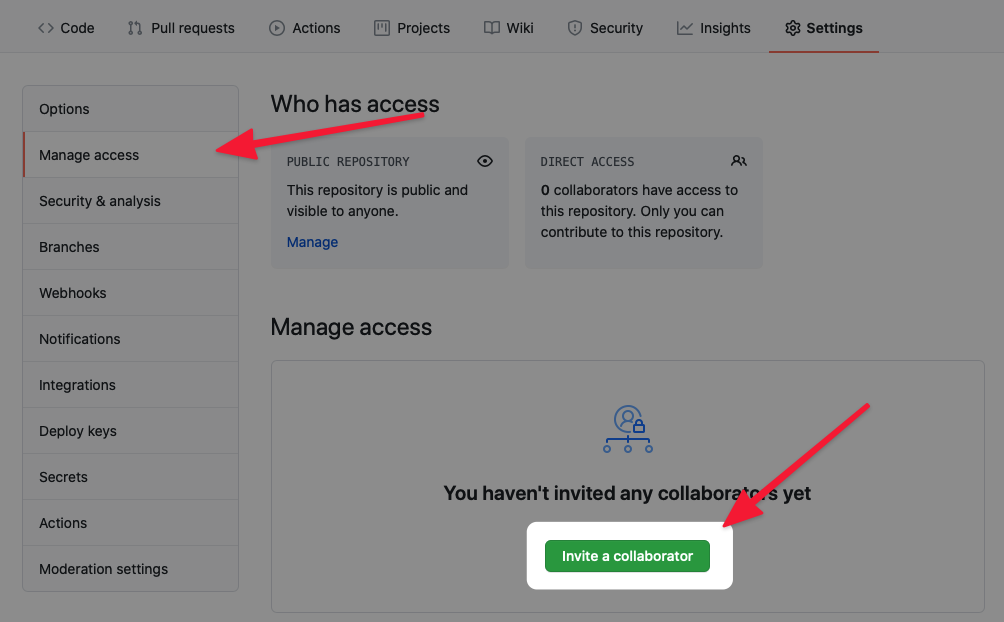 Code Pull requests Actions Projects Wiki Security Insights Settings
Options
Manage access
Security & analysis
Branches
Webhooks
Notifications
Integrations
Deploy keys
Secrets
Actions
Moderation settings
Who has access
PUBLIC REPOSITORY
This repository is public and
visible to anyone.
Manage
DIRECT ACCESS
0 collaborators have access to
this repository. Only you can
contribute to this repository.
Manage access
You haven't invited any collaborators yet
Invite a collaborator